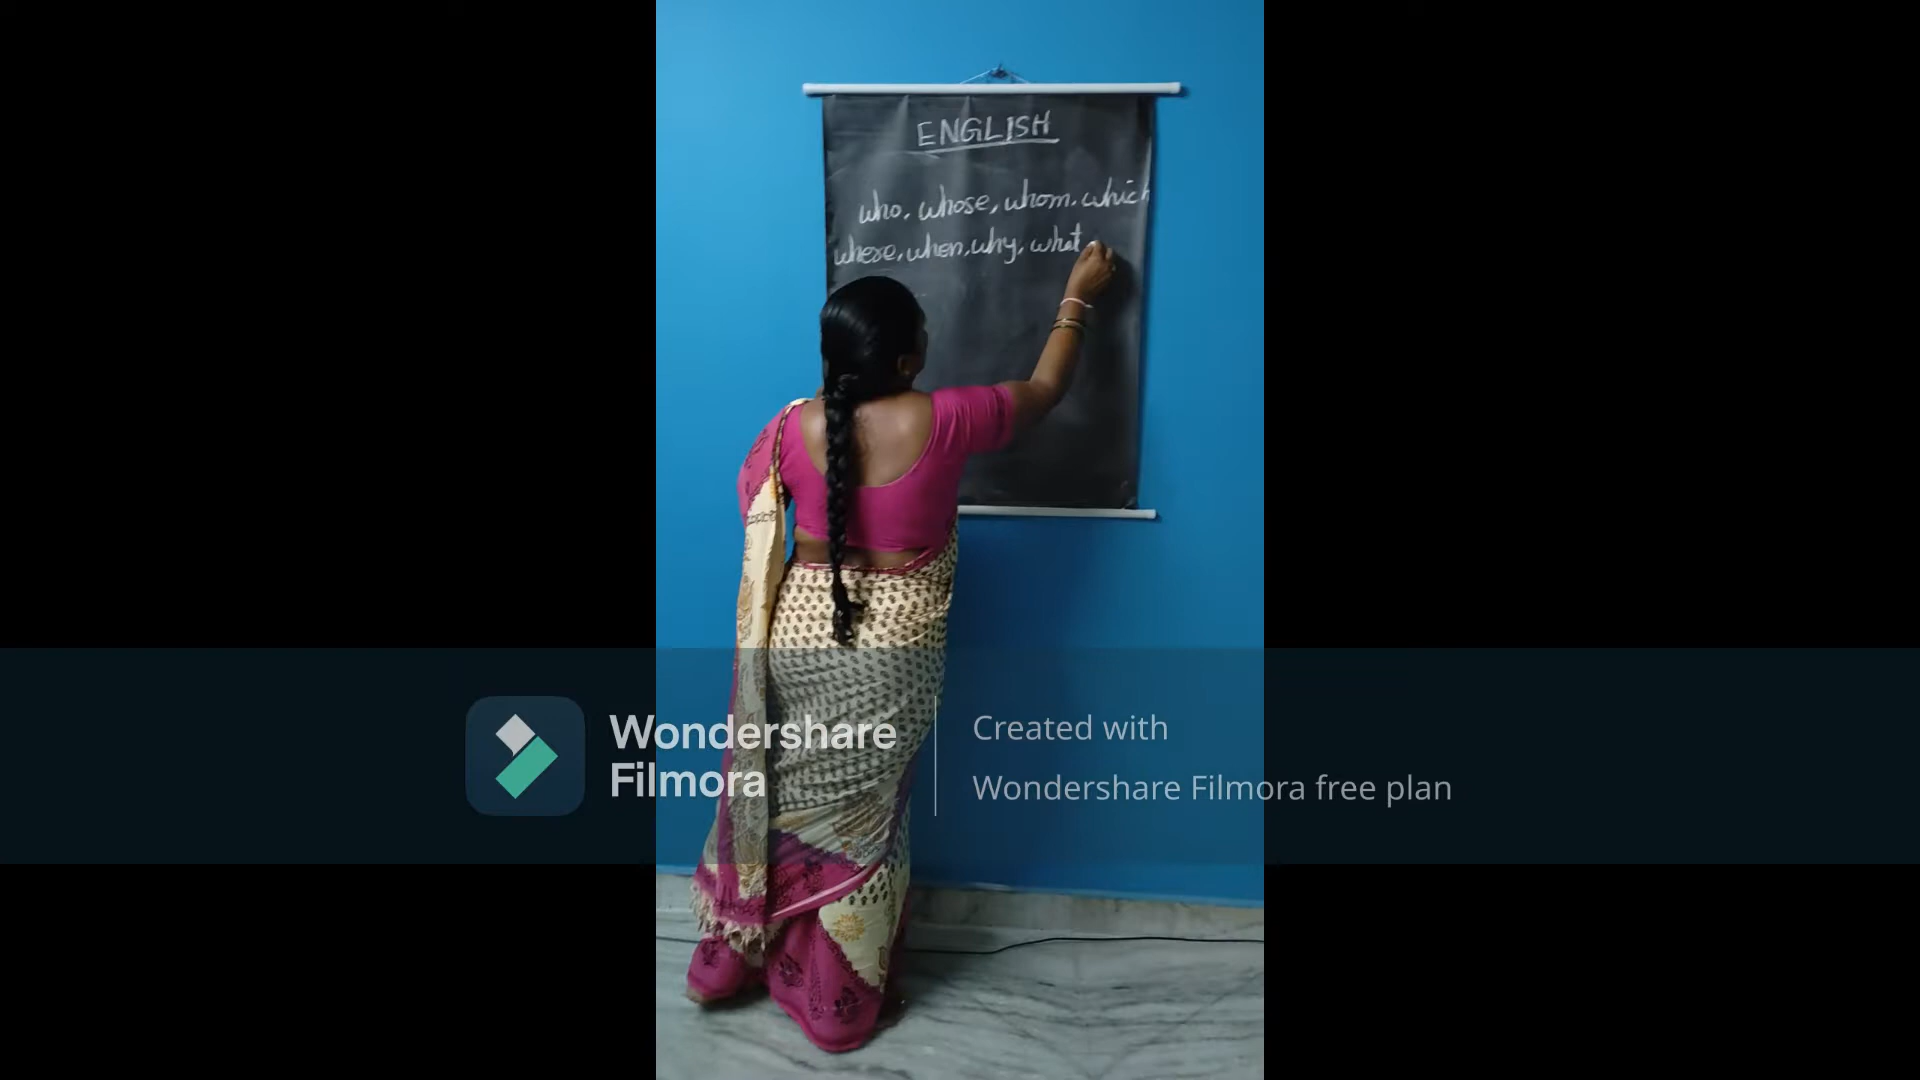 ENGLISH
who, whose, whom, which
where, when, why, what
Wondershare
Filmora
Created with
Wondershare Filmora free plan